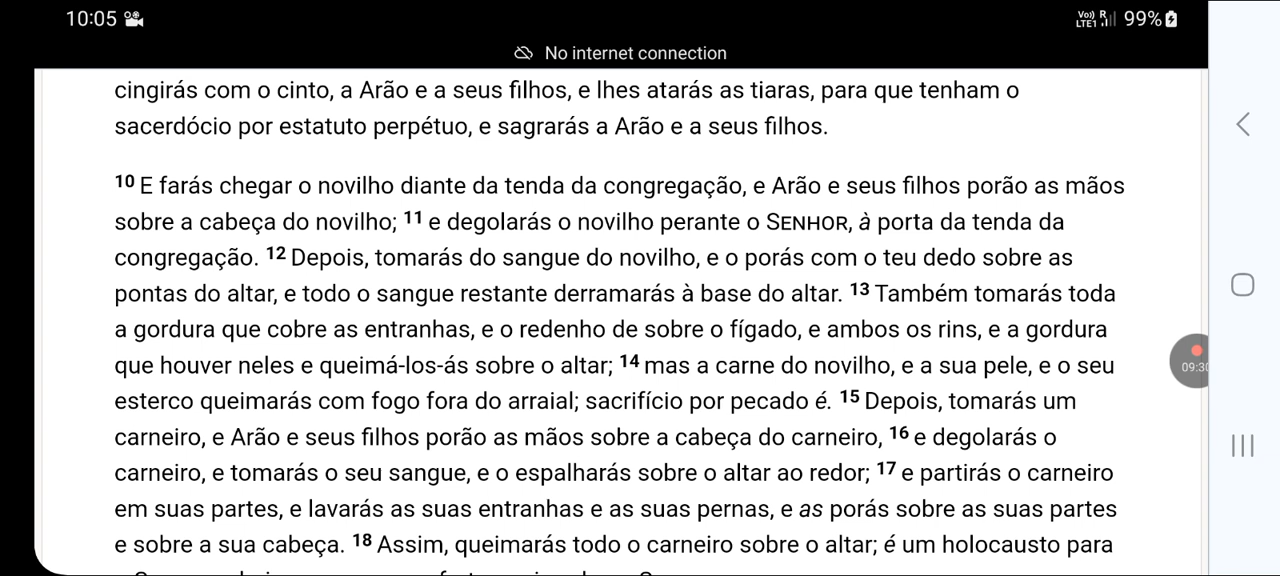 10:05
Vo)) R
LTE1
99%
No internet connection
cingirás com o cinto, a Arão e a seus filhos, e lhes atarás as tiaras, para que tenham o
sacerdócio por estatuto perpétuo, e sagrarás a Arão e a seus filhos.
10 E farás chegar o novilho diante da tenda da congregação, e Arão e seus filhos porão as mãos
sobre a cabeça do novilho; 11 e degolarás o novilho perante o SENHOR, à porta da tenda da
congregação. 12 Depois, tomarás do sangue do novilho, e o porás com o teu dedo sobre as
pontas do altar, e todo o sangue restante derramarás à base do altar. 13 Também tomarás toda
a gordura que cobre as entranhas, e o redenho de sobre o fígado, e ambos os rins, e a gordura
que houver neles e queimá-los-ás sobre o altar; 14 mas a carne do novilho, e a sua pele, e o seu
esterco queimarás com fogo fora do arraial; sacrifício por pecado é. 15 Depois, tomarás um
carneiro, e Arão e seus filhos porão as mãos sobre a cabeça do carneiro, 16 e degolarás o
carneiro, e tomarás o seu sangue, e o espalharás sobre o altar ao redor; 17 e partirás o carneiro
em suas partes, e lavarás as suas entranhas e as suas pernas, e as porás sobre as suas partes
e sobre a sua cabeça. 18 Assim, queimarás todo o carneiro sobre o altar; é um holocausto para
09:30